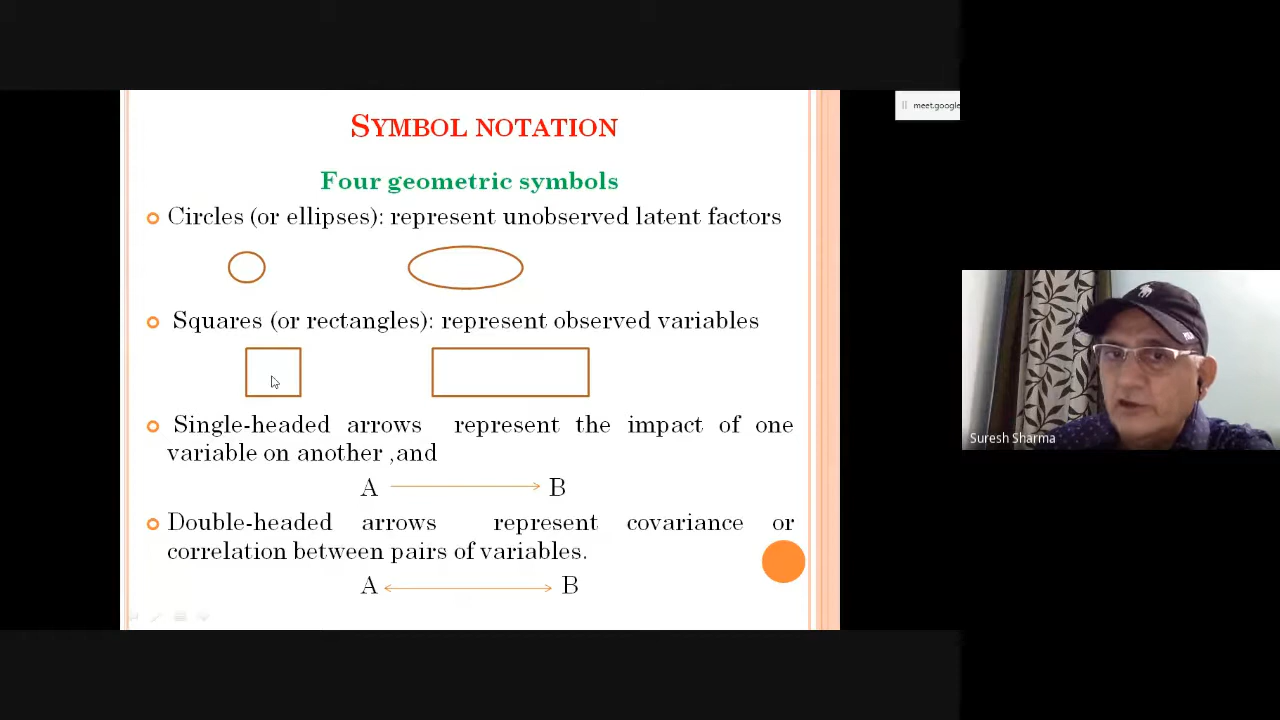 SYMBOL NOTATION
Four geometric symbols
Circles (or ellipses): represent unobserved latent factors
Squares (or rectangles): represent observed variables
Single-headed arrows represent the impact of one
variable on another ,and
A B
Double-headed arrows represent covariance or
correlation between pairs of variables.
A B
meet.google
Suresh Sharma